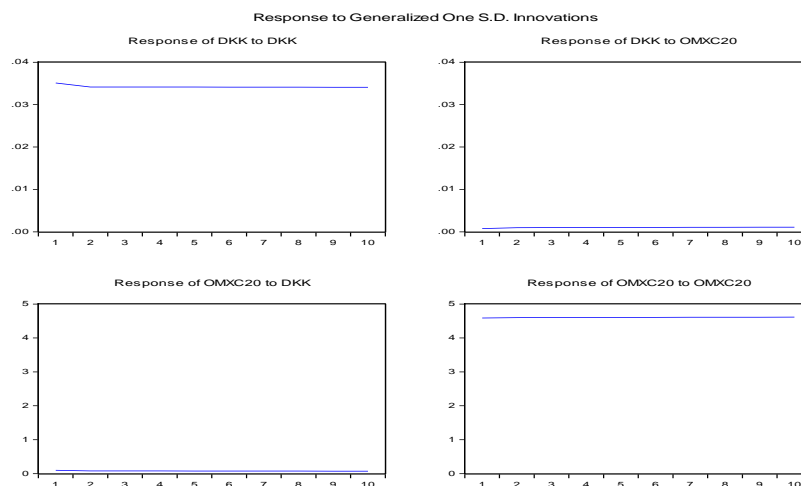 Response to Generalized One S.D. Innovations
Response of DKK to DKK
.04
.03
.02
.01
.00
1 2 3 4 5 6 7 8 9 10
Response of DKK to OMXC20
.04
.03
.02
.01
.00
1 2 3 4 5 6 7 8 9 10
Response of OMXC20 to DKK
5
4
3
2
1
0
1 2 3 4 5 6 7 8 9 10
Response of OMXC20 to OMXC20
5
4
3
2
1
0
1 2 3 4 5 6 7 8 9 10